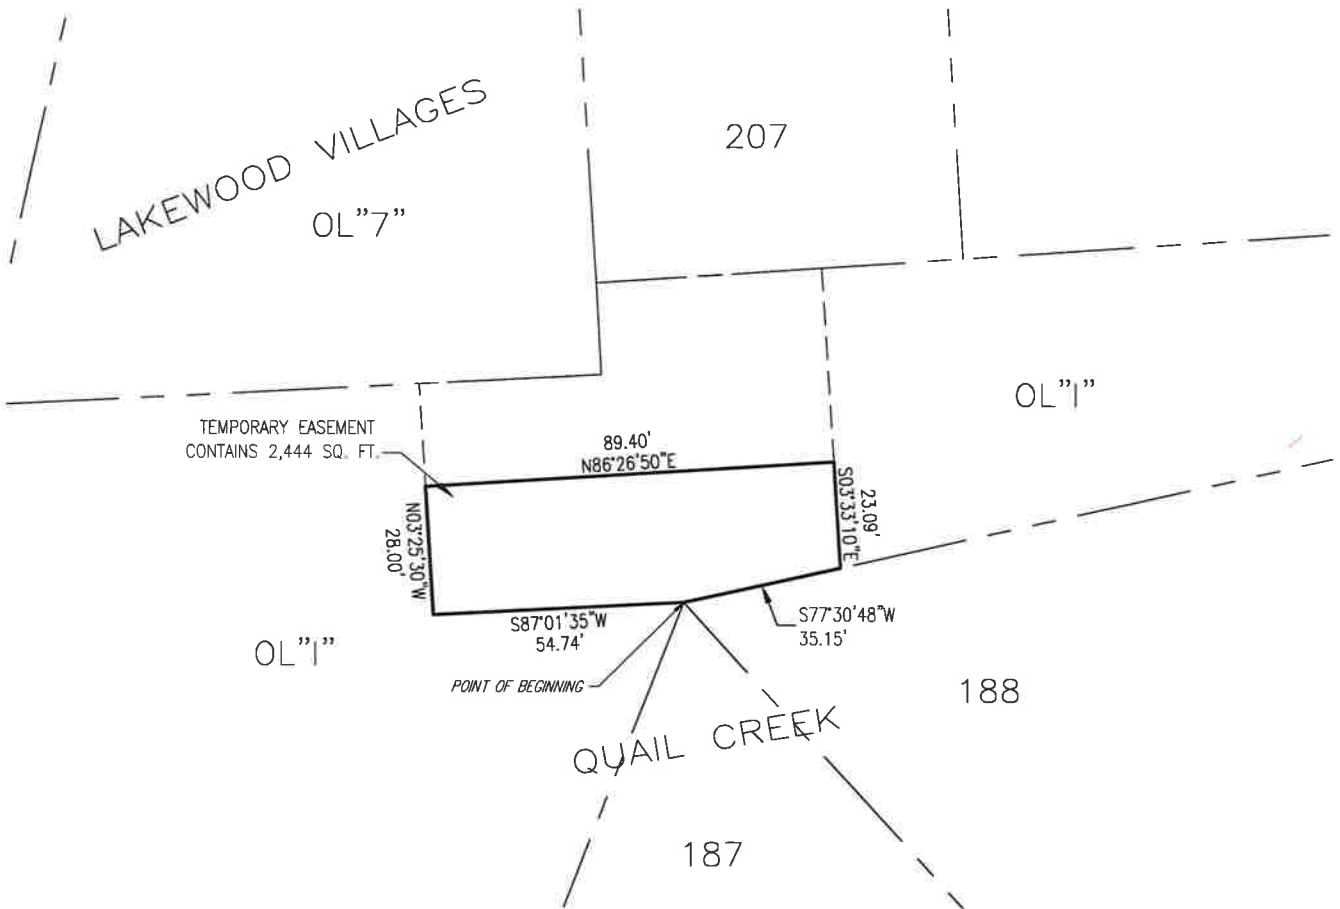 207
LAKEWOOD VILLAGES
OL"7"
OL"1"
TEMPORARY EASEMENT
CONTAINS 2,444 SQ. FT.
89.40'
N86°26'50"E
S03°33'10"E
23.09'
N03°25'30"W
28.00'
S87°01'35"W
54.74'
S77°30'48"W
35.15'
OL"1"
POINT OF BEGINNING
188
QUAIL CREEK
187